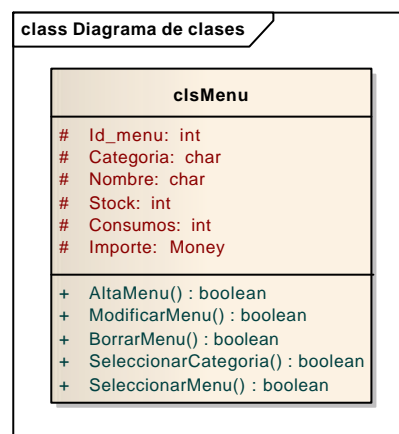 class Diagrama de clases
clsMenu
# Id_menu: int
# Categoria: char
# Nombre: char
# Stock: int
# Consumos: int
# Importe: Money
+ AltaMenu() : boolean
+ ModificarMenu() : boolean
+ BorrarMenu() : boolean
+ SeleccionarCategoria() : boolean
+ SeleccionarMenu() : boolean